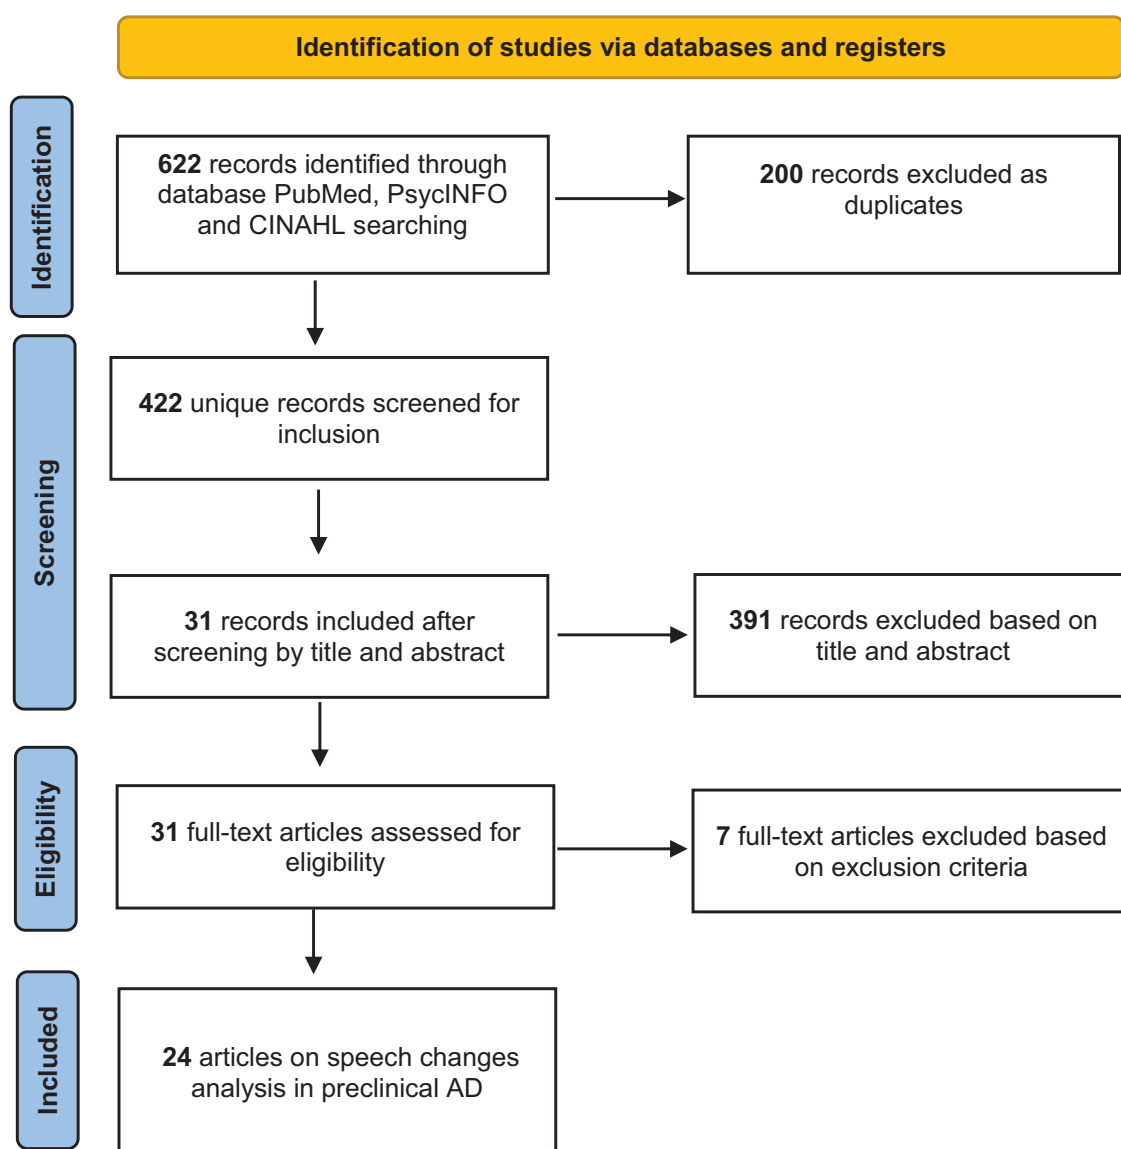 Identification of studies via databases and registers
Identification
622 records identified through
database PubMed, PsycINFO
and CINAHL searching
200 records excluded as
duplicates
Screening
422 unique records screened for
inclusion
31 records included after
screening by title and abstract
391 records excluded based on
title and abstract
Eligibility
31 full-text articles assessed for
eligibility
7 full-text articles excluded based
on exclusion criteria
Included
24 articles on speech changes
analysis in preclinical AD